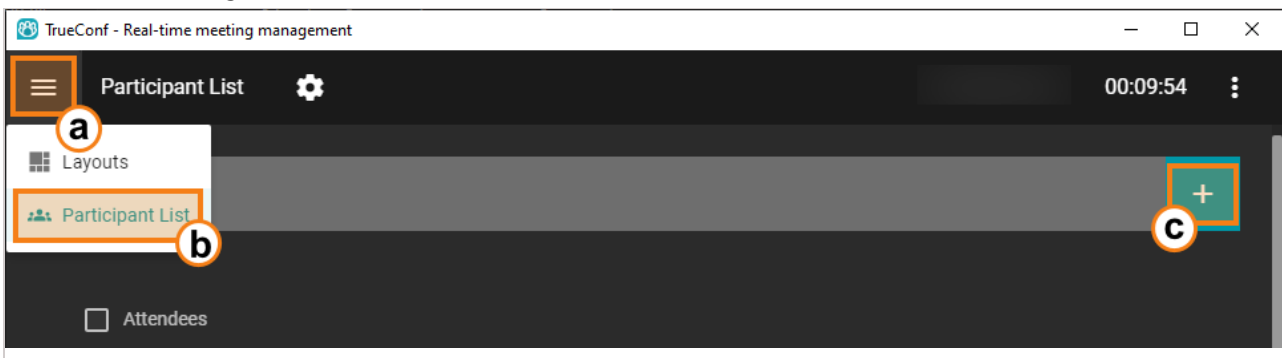 TrueConf - Real-time meeting management
Participant List
00:09:54
a
Layouts
Participant List
b
c
Attendees